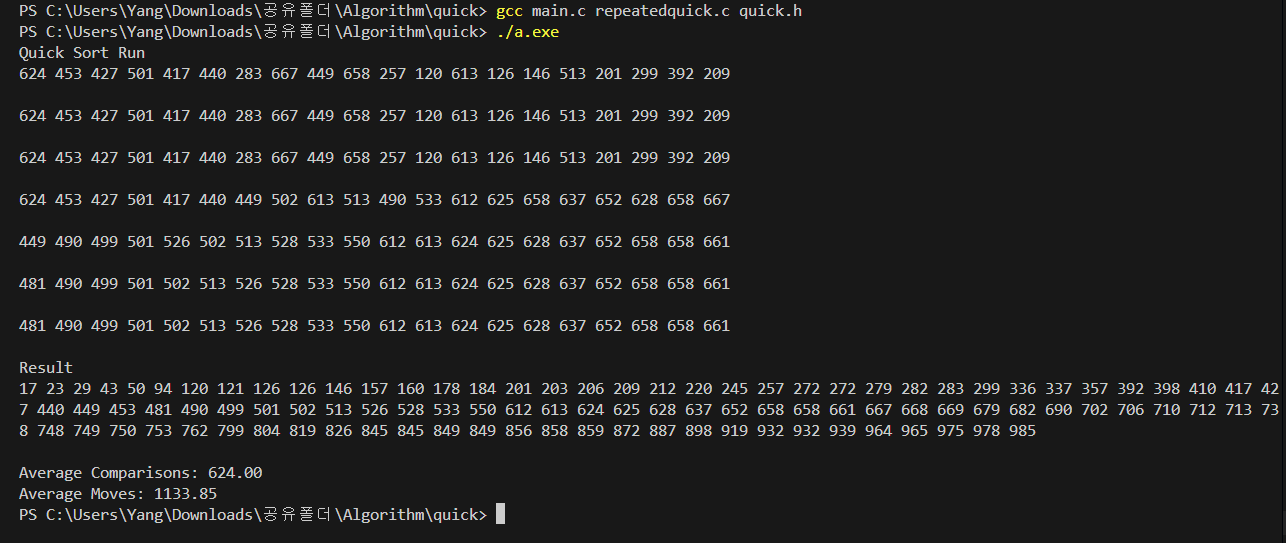 PS C:\Users\Yang\Downloads\공유폴더\Algorithm\quick> gcc main.c repeatedquick.c quick.h
PS C:\Users\Yang\Downloads\공유폴더\Algorithm\quick> ./a.exe
Quick Sort Run
624 453 427 501 417 440 283 667 449 658 257 120 613 126 146 513 201 299 392 209
624 453 427 501 417 440 283 667 449 658 257 120 613 126 146 513 201 299 392 209
624 453 427 501 417 440 283 667 449 658 257 120 613 126 146 513 201 299 392 209
624 453 427 501 417 440 449 502 613 513 490 533 612 625 658 637 652 628 658 667
449 490 499 501 526 502 513 528 533 550 612 613 624 625 628 637 652 658 658 661
481 490 499 501 502 513 526 528 533 550 612 613 624 625 628 637 652 658 658 661
481 490 499 501 502 513 526 528 533 550 612 613 624 625 628 637 652 658 658 661
Result
17 23 29 43 50 94 120 121 126 126 146 157 160 178 184 201 203 206 209 212 220 245 257 272 272 279 282 283 299 336 337 357 392 398 410 417 42
7 440 449 453 481 490 499 501 502 513 526 528 533 550 612 613 624 625 628 637 652 658 658 661 667 668 669 679 682 690 702 706 710 712 713 73
8 748 749 750 753 762 799 804 819 826 845 845 849 849 856 858 859 872 887 898 919 932 932 939 964 965 975 978 985
Average Comparisons: 624.00
Average Moves: 1133.85
PS C:\Users\Yang\Downloads\공유폴더\Algorithm\quick>